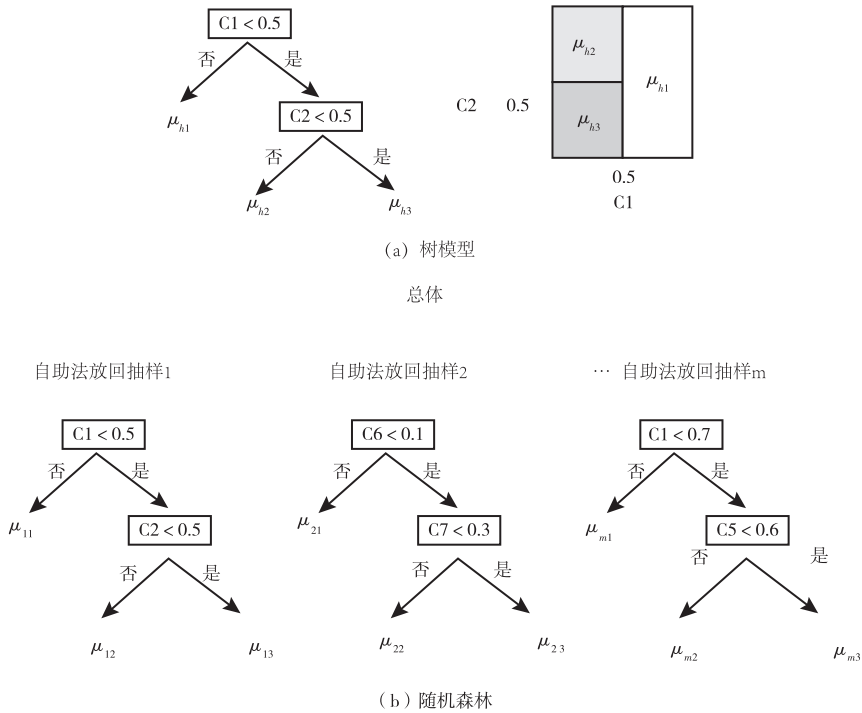 C1<0.5
否 是
μh1
C2<0.5
否 是
μh2 μh3
μh2
μh1
μh3
C2 0.5
0.5
C1
（a）树模型
总体
自助法放回抽样1 自助法放回抽样2 … 自助法放回抽样m
C1<0.5 C6<0.1 C1<0.7
否 是 否 是 否 是
μ11 C2<0.5 μ21 C7<0.3 μm1 C5<0.6
否 是 否 是 否 是
μ12 μ13 μ22 μ23 μm2 μm3
（b）随机森林